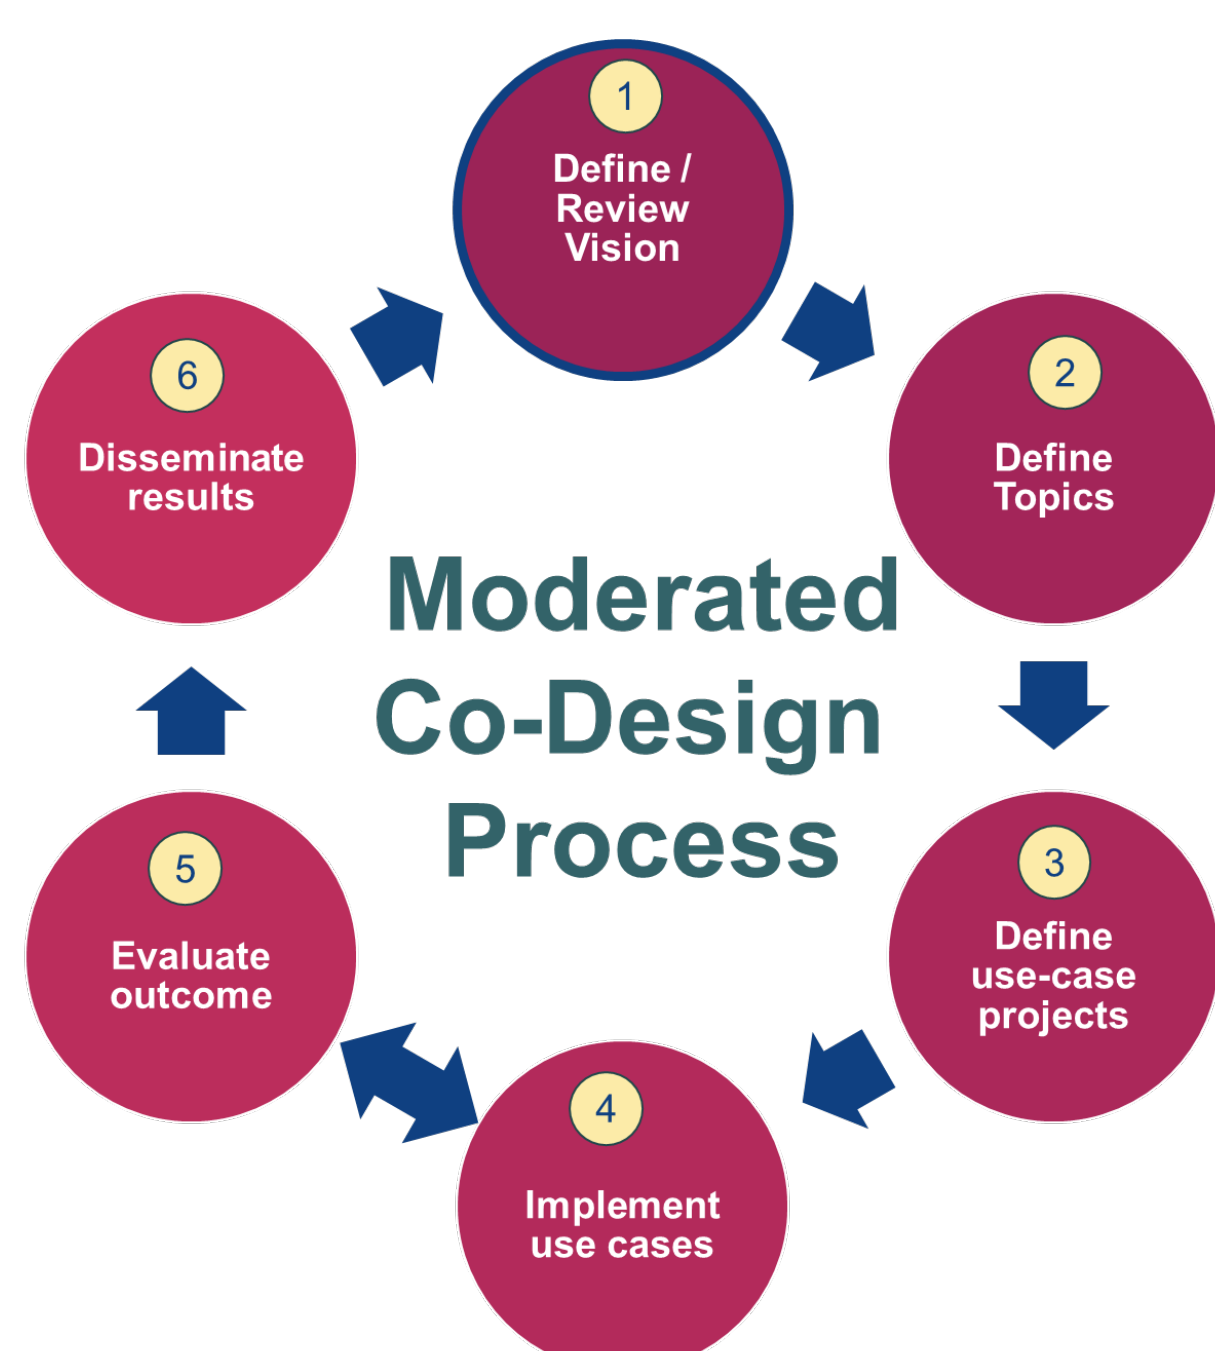 1
Define /
Review
Vision
2
Define
Topics
3
Define
use-case
projects
4
Implement
use cases
5
Evaluate
outcome
6
Disseminate
results
Moderated
Co-Design
Process